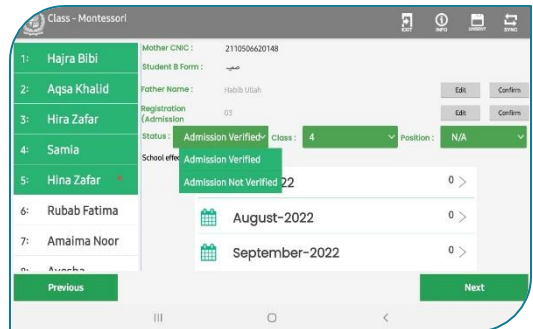 Class - Montessori
EXIT
INFO
SYNC
1: Hajra Bibi
2: Aqsa Khalid
3: Hira Zafar
4: Samia
5: Hina Zafar *
6: Rubab Fatima
7: Amaima Noor
Ayesha
Mother CNIC : 2110506620148
Student B Form :
Father Name : Habib Ullah Edit Confirm
Registration (Admission 03 Edit Confirm
Status : Admission Verified Class : 4 Position : N/A
School effec
Admission Verified
Admission Not Verified
22 0 >
August-2022 0 >
September-2022 0 >
Previous
Next